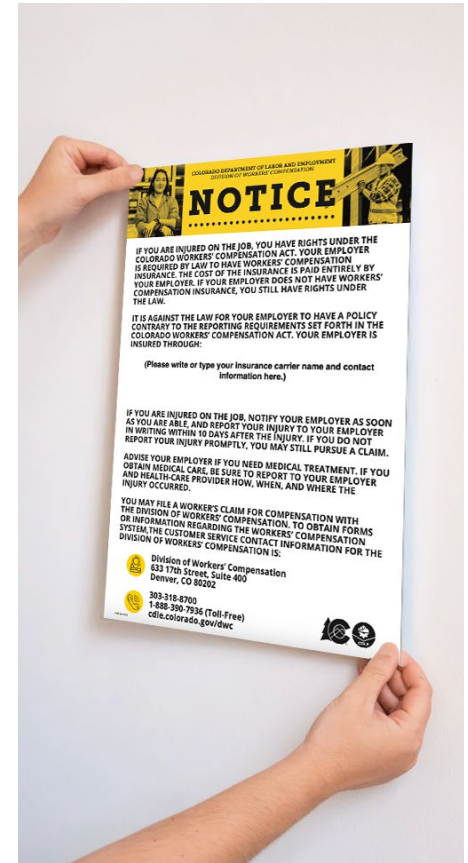 COLORADO DEPARTMENT OF LABOR AND EMPLOYMENT
DIVISION OF WORKERS' COMPENSATION
NOTICE
IF YOU ARE INJURED ON THE JOB, YOU HAVE RIGHTS UNDER THE
COLORADO WORKERS' COMPENSATION ACT. YOUR EMPLOYER
IS REQUIRED BY LAW TO HAVE WORKERS' COMPENSATION
INSURANCE. THE COST OF THE INSURANCE IS PAID ENTIRELY BY
YOUR EMPLOYER. IF YOUR EMPLOYER DOES NOT HAVE WORKERS'
COMPENSATION INSURANCE, YOU STILL HAVE RIGHTS UNDER
THE LAW.
IT IS AGAINST THE LAW FOR YOUR EMPLOYER TO HAVE A POLICY
CONTRARY TO THE REPORTING REQUIREMENTS SET FORTH IN THE
COLORADO WORKERS' COMPENSATION ACT. YOUR EMPLOYER IS
INSURED THROUGH:
(Please write or type your insurance carrier name and contact
information here.)
IF YOU ARE INJURED ON THE JOB, NOTIFY YOUR EMPLOYER AS SOON
AS YOU ARE ABLE, AND REPORT YOUR INJURY TO YOUR EMPLOYER
IN WRITING WITHIN 10 DAYS AFTER THE INJURY. IF YOU DO NOT
REPORT YOUR INJURY PROMPTLY, YOU MAY STILL PURSUE A CLAIM.
ADVISE YOUR EMPLOYER IF YOU NEED MEDICAL TREATMENT. IF YOU
OBTAIN MEDICAL CARE, BE SURE TO REPORT TO YOUR EMPLOYER
AND HEALTH-CARE PROVIDER HOW, WHEN, AND WHERE THE
INJURY OCCURRED.
YOU MAY FILE A WORKER'S CLAIM FOR COMPENSATION WITH
THE DIVISION OF WORKERS' COMPENSATION. TO OBTAIN FORMS
OR INFORMATION REGARDING THE WORKERS' COMPENSATION
SYSTEM,THE CUSTOMER SERVICE CONTACT INFORMATION FOR THE
DIVISION OF WORKERS' COMPENSATION IS:
Division of Workers' Compensation
633 17th Street, Suite 400
Denver, CO 80202
303-318-8700
1-888-390-7936 (Toll-Free)
cdle.colorado.gov/dwc